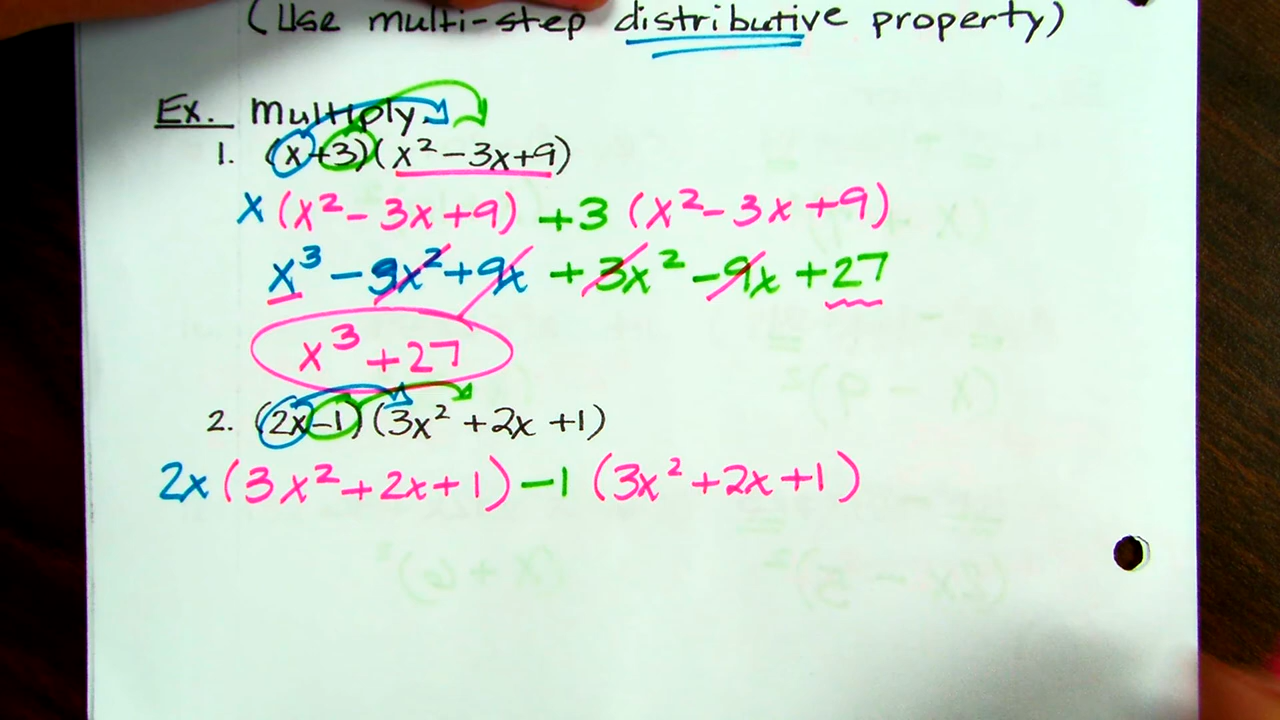 (Use multi-step distributive property)
Ex. Multiply.
1. (x+3)(x²-3x+9)
x(x²-3x+9)+3(x²-3x+9)
x³-3x²+9x+3x²-9x+27
x³+27
2. (2x-1)(3x²+2x+1)
2x(3x²+2x+1)-1(3x²+2x+1)